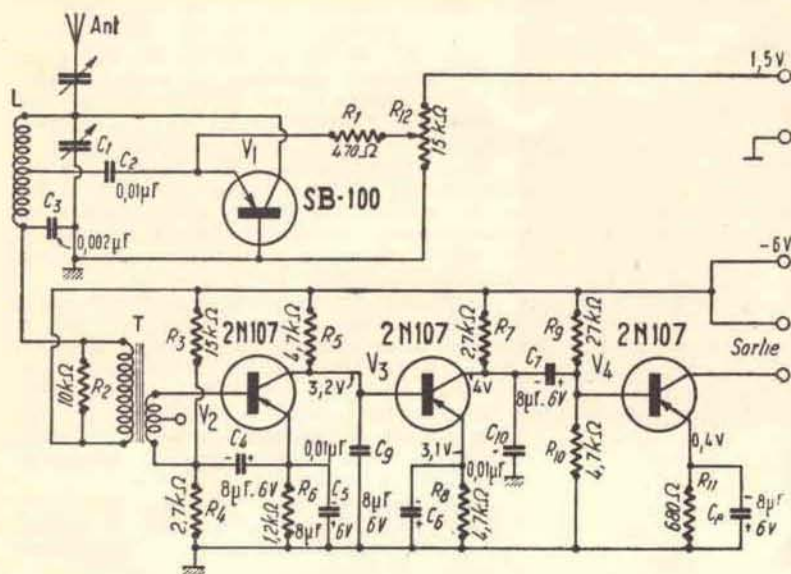 Ant
1,5V
L
C1
C2
0,01µF
V1
R1
470Ω
R12
15kΩ
SB-100
C3
0,002µF
-6V
T
R2
10kΩ
R3
15kΩ
2N107
R5
4,7kΩ
2N107
R7
2,7kΩ
R9
27kΩ
2N107
Sortie
V2
3,2V
V3
4V
C7
- +
8µF.6V
V4
C4
- +
8µF.6V
0,01µF
C9
3,1V
C10
0,01µF
R10
4,7kΩ
0,4V
2,7kΩ
R4
1,2kΩ
R6
8µF
C5
+ 6V
8µF
6V
-
+
C6
R8
4,7kΩ
680Ω
R11
- 8µF
+ 6V